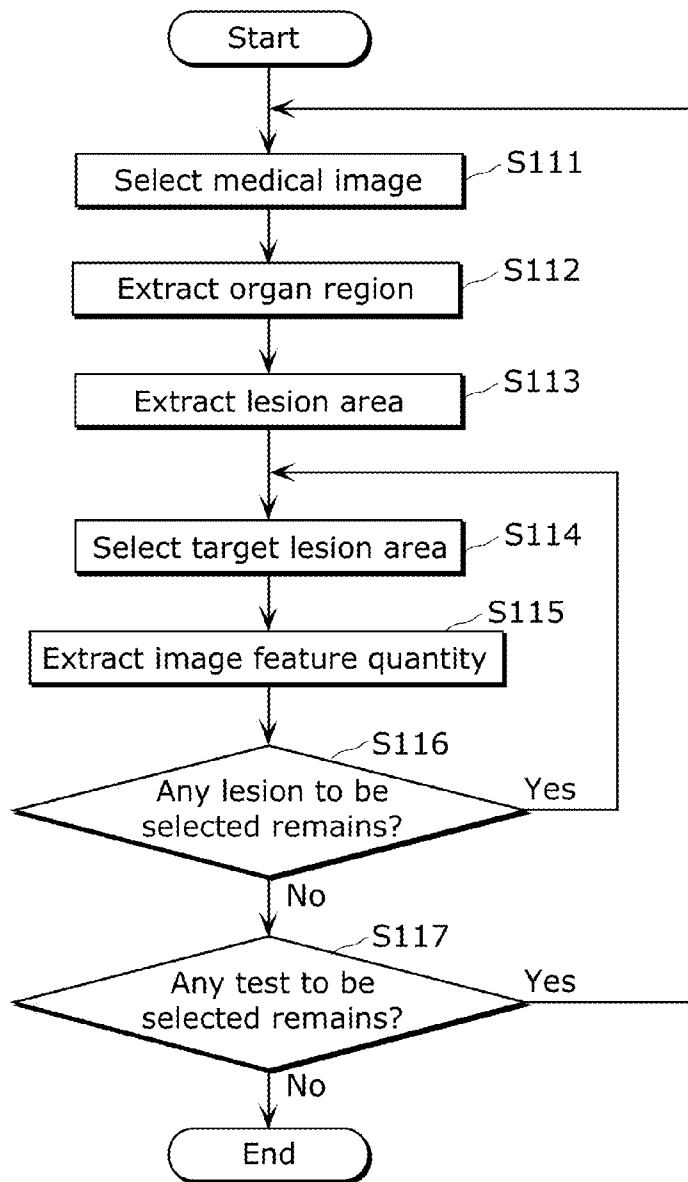 Start
Select medical image
S111
Extract organ region
S112
Extract lesion area
S113
Select target lesion area
S114
S115
Extract image feature quantity
S116
Any lesion to be
selected remains?
Yes
No
S117
Any test to be
selected remains?
Yes
No
End